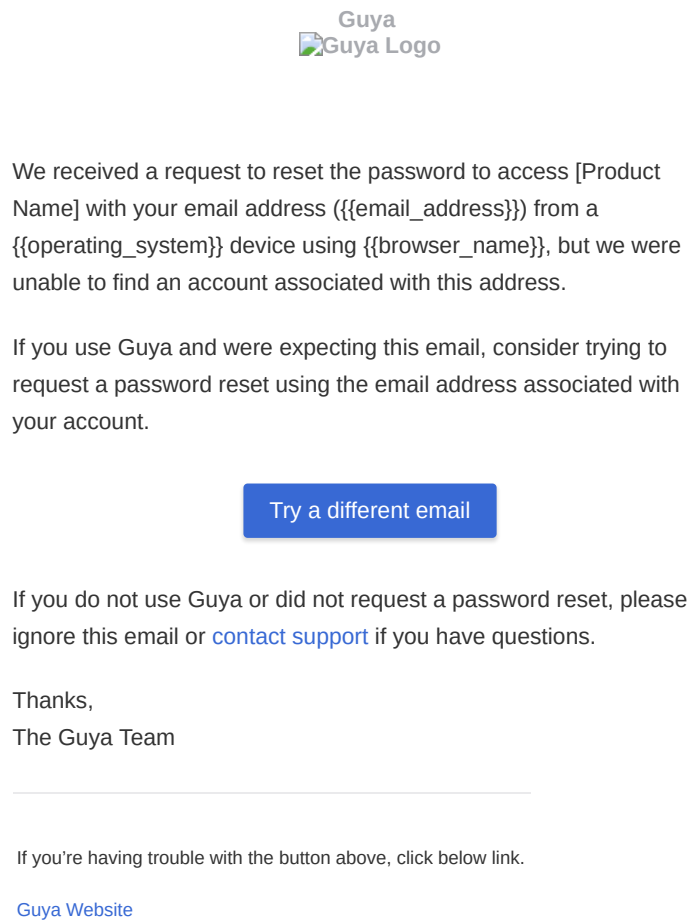 Guya
Guya Logo
We received a request to reset the password to access [Product
Name] with your email address ({{email_address}}) from a
{{operating_system}} device using {{browser_name}}, but we were
unable to find an account associated with this address.
If you use Guya and were expecting this email, consider trying to
request a password reset using the email address associated with
your account.
Try a different email
If you do not use Guya or did not request a password reset, please
ignore this email or contact support if you have questions.
Thanks,
The Guya Team
If you’re having trouble with the button above, click below link.
Guya Website